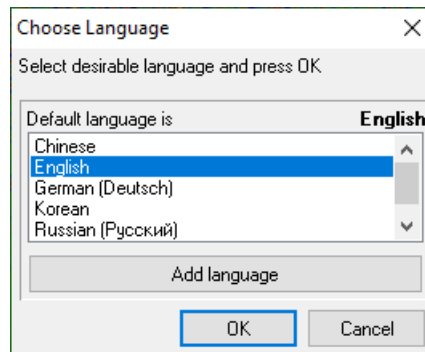 Choose Language
Select desirable language and press OK
Default language is English
Chinese
English
German (Deutsch)
Korean
Russian (Русский)
Add language
OK Cancel